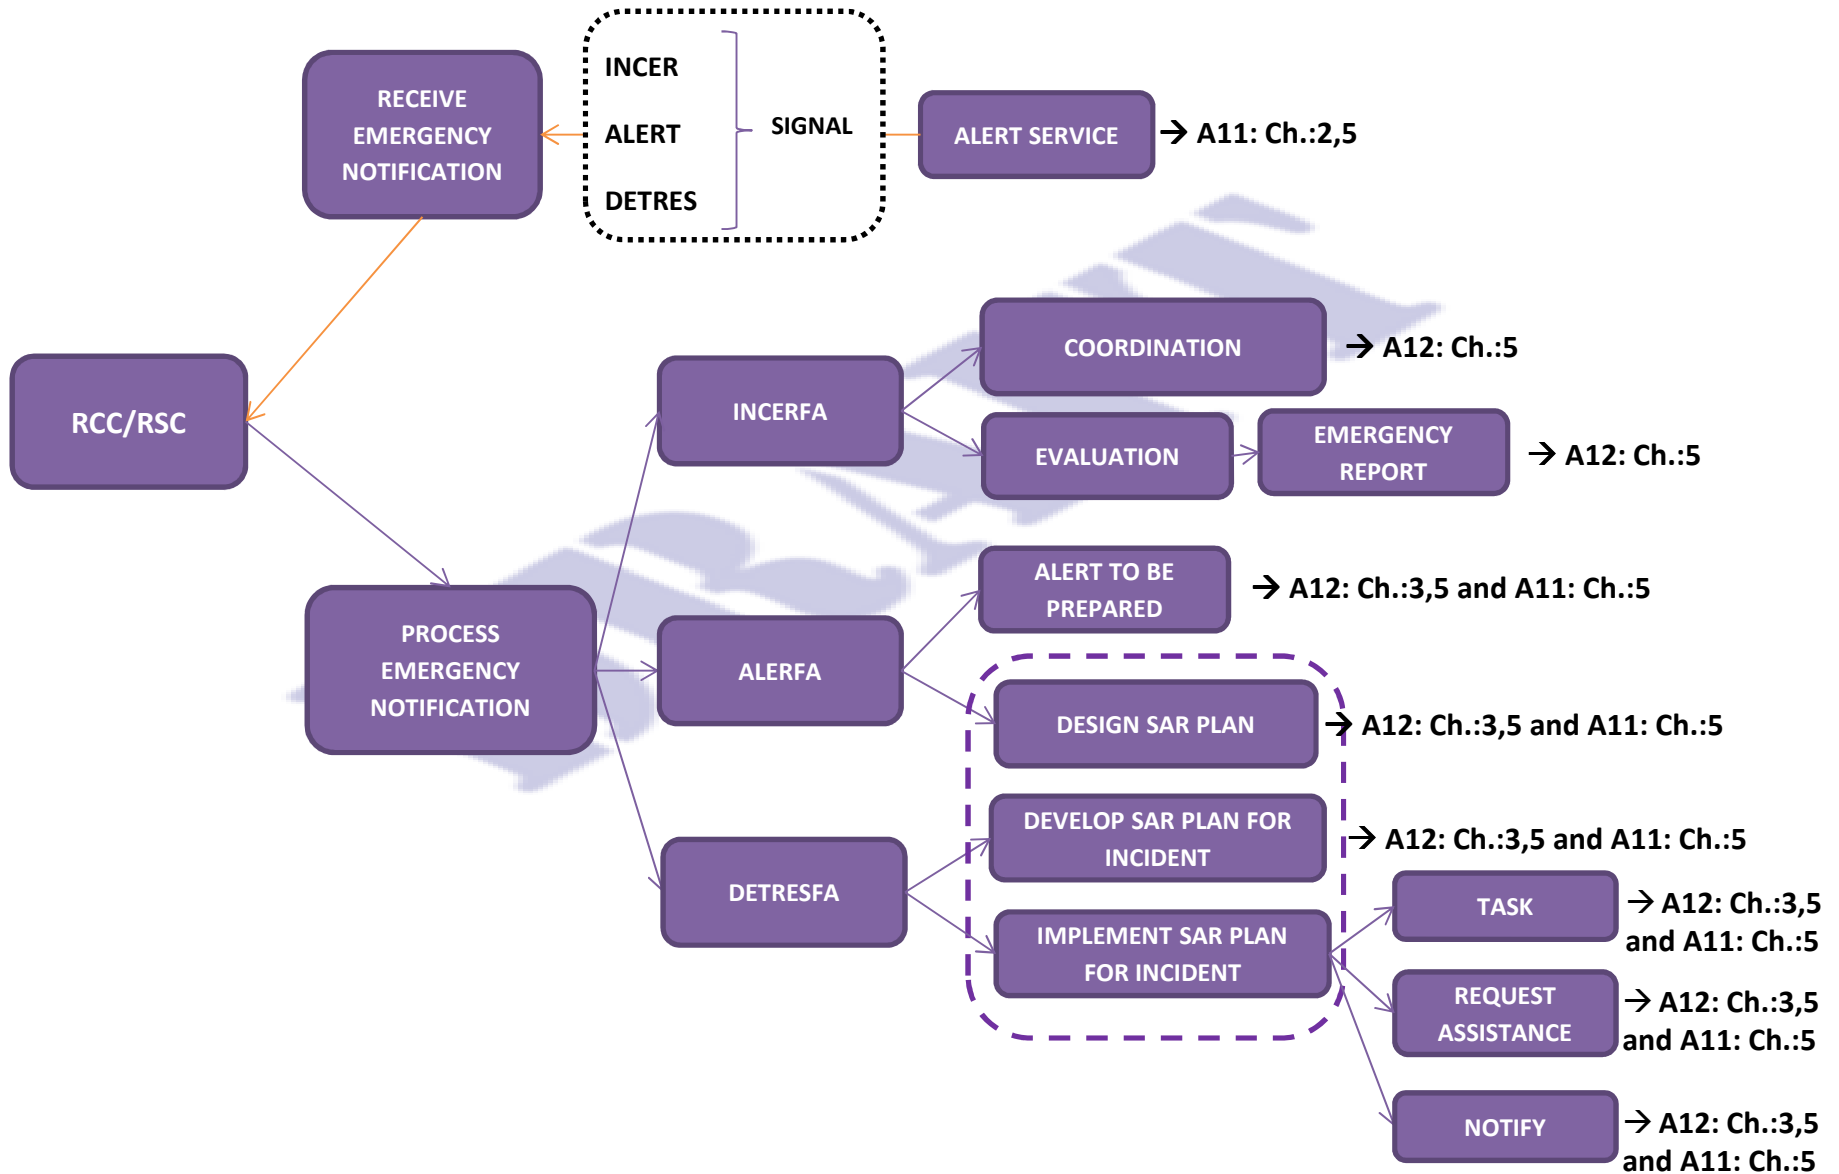 INCER
ALERT
DETRES
SIGNAL
RECEIVE
EMERGENCY
NOTIFICATION
ALERT SERVICE
→ A11: Ch.:2,5
RCC/RSC
INCERFA
COORDINATION
→ A12: Ch.:5
EVALUATION
EMERGENCY
REPORT
→ A12: Ch.:5
PROCESS
EMERGENCY
NOTIFICATION
ALERFA
ALERT TO BE
PREPARED
→ A12: Ch.:3,5 and A11: Ch.:5
DESIGN SAR PLAN
→ A12: Ch.:3,5 and A11: Ch.:5
DETRESFA
DEVELOP SAR PLAN FOR
INCIDENT
→ A12: Ch.:3,5 and A11: Ch.:5
IMPLEMENT SAR PLAN
FOR INCIDENT
TASK
→ A12: Ch.:3,5
and A11: Ch.:5
REQUEST
ASSISTANCE
→ A12: Ch.:3,5
and A11: Ch.:5
NOTIFY
→ A12: Ch.:3,5
and A11: Ch.:5